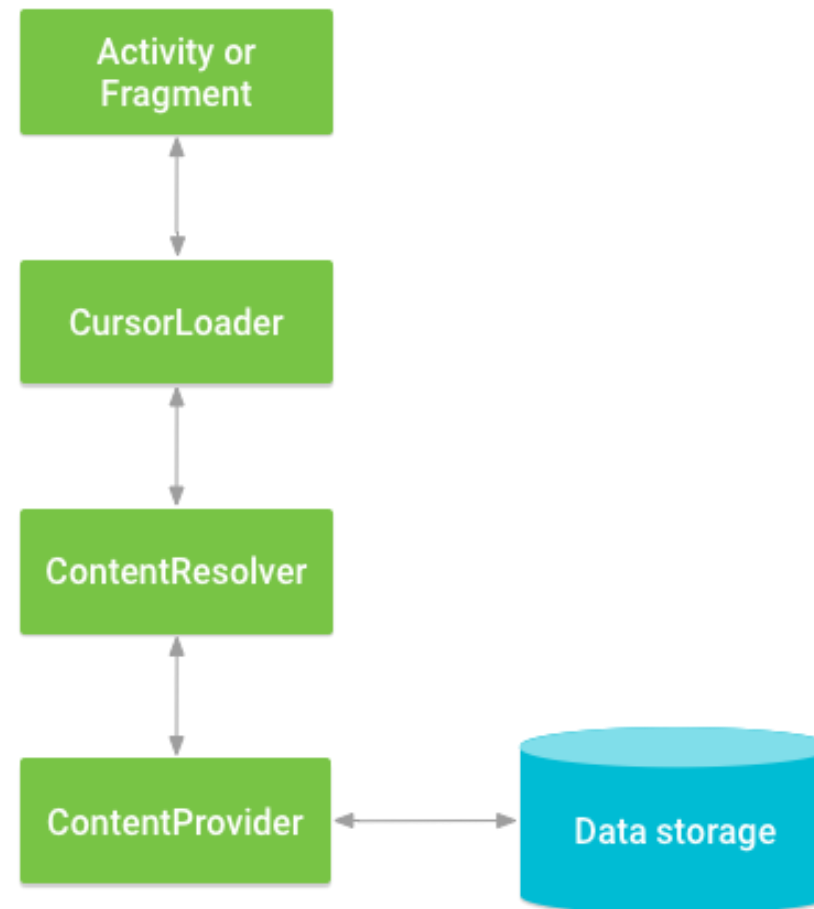 Activity or
Fragment
CursorLoader
ContentResolver
ContentProvider
Data storage